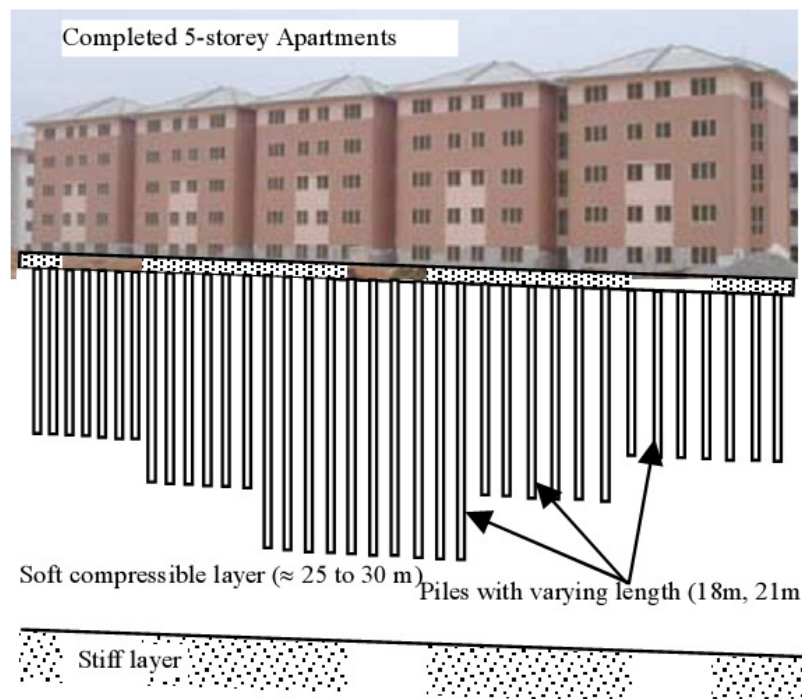 Completed 5-storey Apartments
Soft compressible layer (≈ 25 to 30 m)
Piles with varying length (18m, 21m
Stiff layer